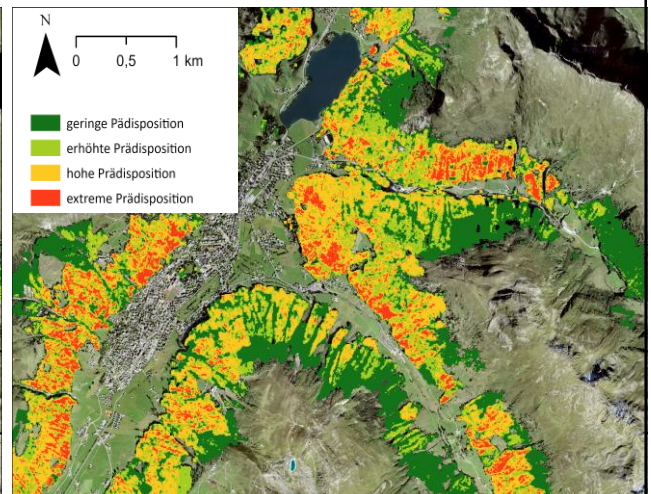 N
0 0,5 1 km
geringe Pädisposition
erhöhte Prädisposition
hohe Prädisposition
extreme Prädisposition